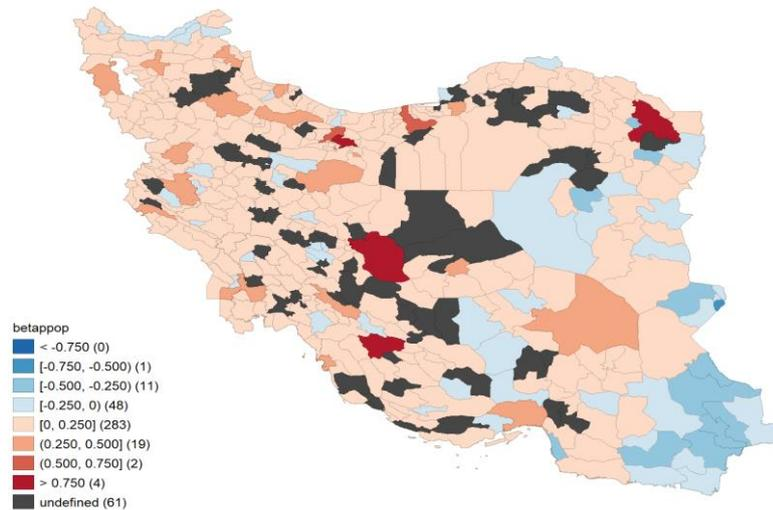 betappop
< -0.750 (0)
[-0.750, -0.500) (1)
[-0.500, -0.250) (11)
[-0.250, 0) (48)
[0, 0.250] (283)
(0.250, 0.500] (19)
(0.500, 0.750] (2)
> 0.750 (4)
undefined (61)